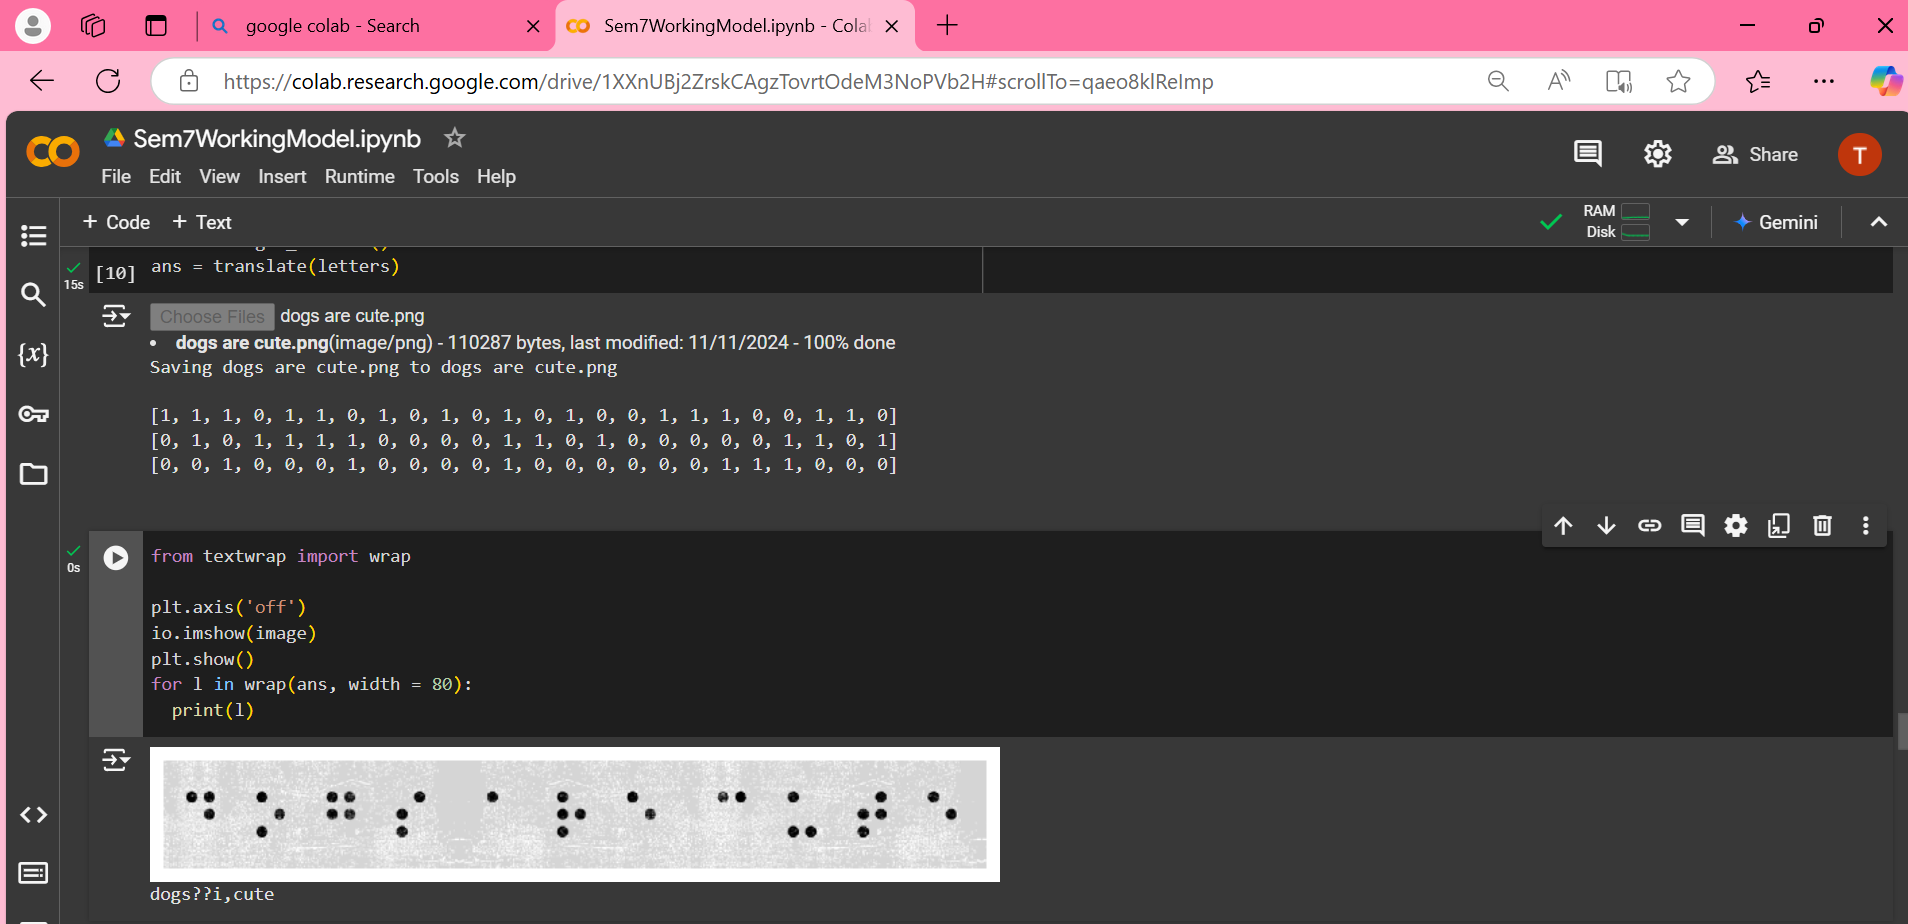 google colab - Search
Sem7WorkingModel.ipynb - Cola
https://colab.research.google.com/drive/1XXnUBj2ZrskCAgzTovrtOdeM3NoPVb2H#scrollTo=qaeo8klReImp
Sem7WorkingModel.ipynb
Share
T
File Edit View Insert Runtime Tools Help
+ Code + Text
RAM
Disk
Gemini
15s
[10] ans = translate(letters)
Choose Files dogs are cute.png
• dogs are cute.png(image/png) - 110287 bytes, last modified: 11/11/2024 - 100% done
Saving dogs are cute.png to dogs are cute.png
[1, 1, 1, 0, 1, 1, 0, 1, 0, 1, 0, 1, 0, 1, 0, 0, 1, 1, 1, 0, 0, 1, 1, 0]
[0, 1, 0, 1, 1, 1, 1, 0, 0, 0, 0, 1, 1, 0, 1, 0, 0, 0, 0, 0, 1, 1, 0, 1]
[0, 0, 1, 0, 0, 0, 1, 0, 0, 0, 0, 1, 0, 0, 0, 0, 0, 0, 1, 1, 1, 0, 0, 0]
0s
from textwrap import wrap
plt.axis('off')
io.imshow(image)
plt.show()
for l in wrap(ans, width = 80):
print(l)
⠙⠕⠛⠎ ⠁⠗⠑ ⠉⠥⠞⠑
dogs??i,cute